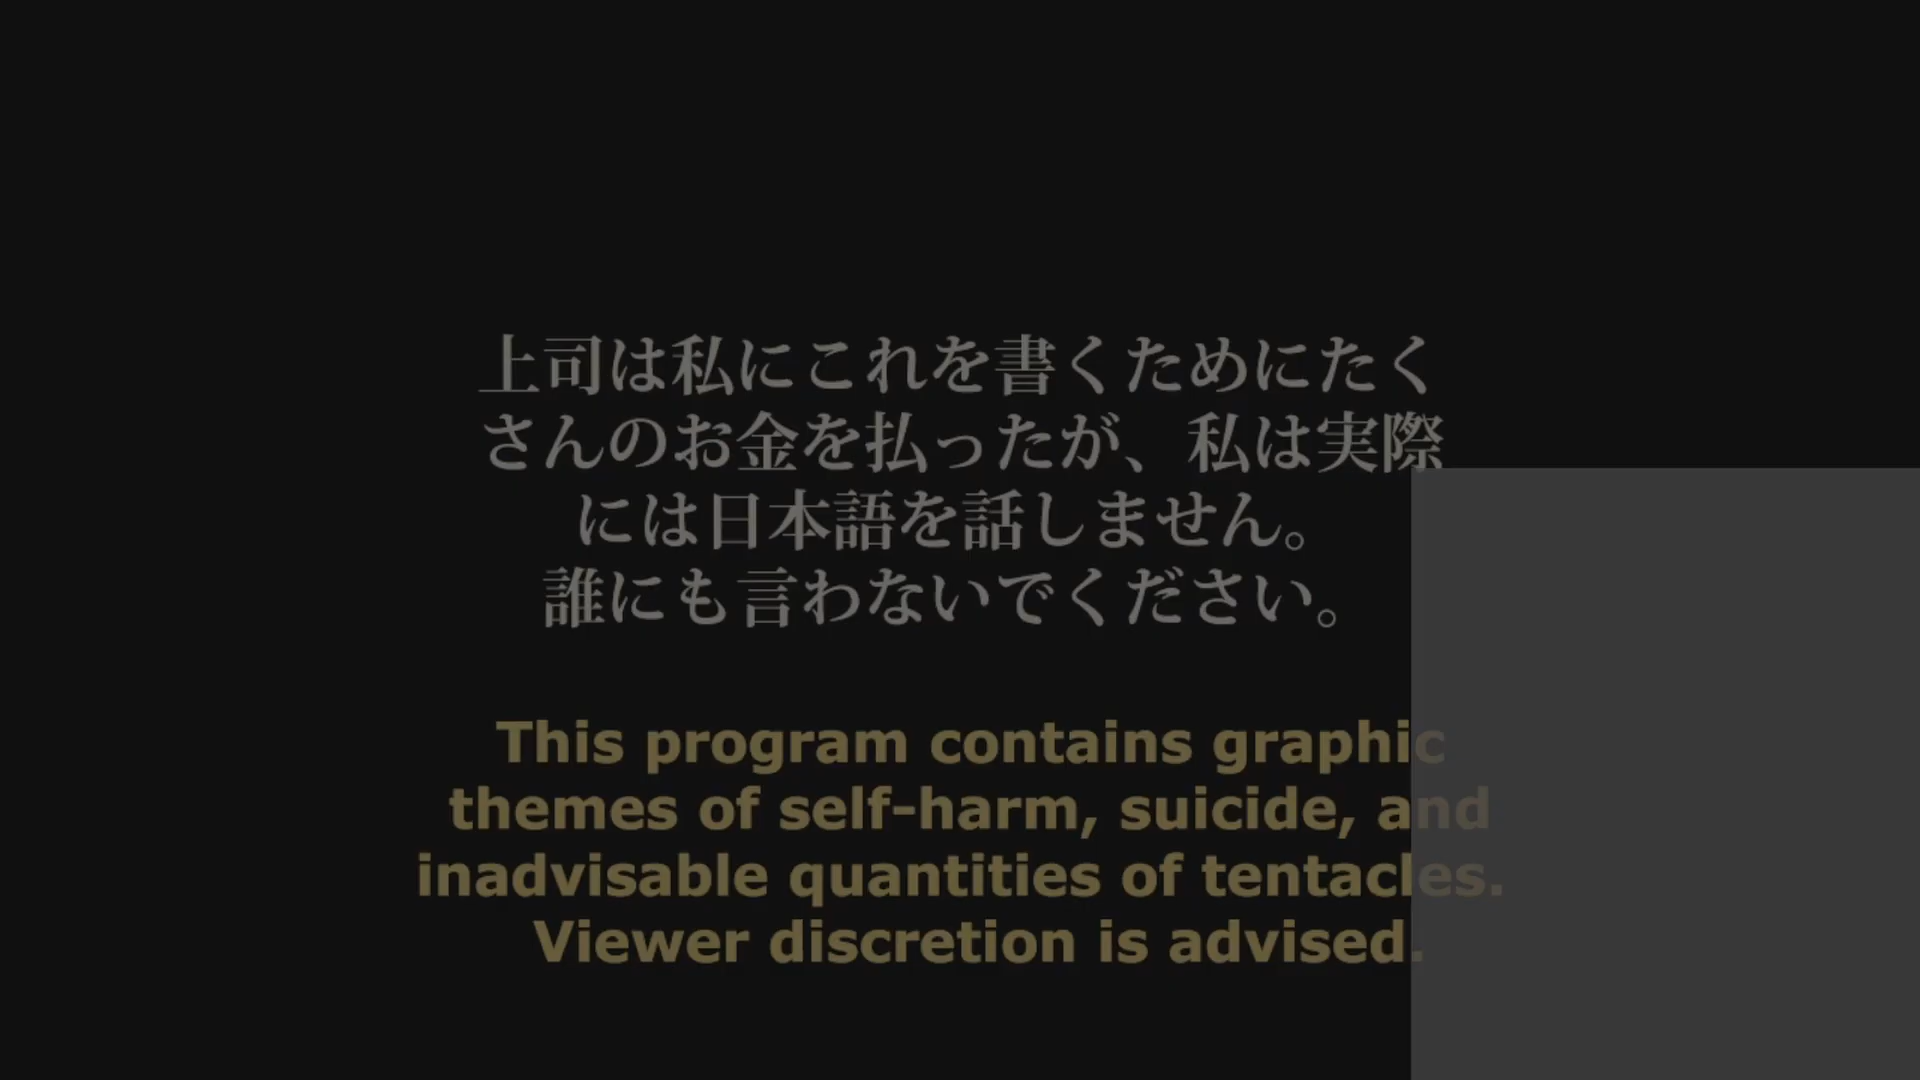 上司は私にこれを書くためにたく
さんのお金を払ったが、私は実際
には日本語を話しません。
誰にも言わないでください。
This program contains graphic
themes of self-harm, suicide, and
inadvisable quantities of tentacles.
Viewer discretion is advised.